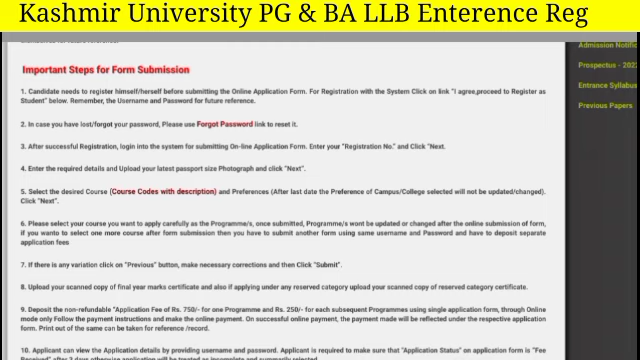 Kashmir University PG & BA LLB Enterence Reg
Important Steps for Form Submission
1. Candidate needs to register himself/herself before submitting the Online Application Form. For Registration with the System Click on link "I agree,proceed to Register as
Student" below. Remember, the Username and Password for future reference.
2. In case you have lost/forgot your password, Please use Forgot Password link to reset it.
3. After successful Registration, login into the system for submitting On-line Application Form. Enter your "Registration No." and Click "Next.
4. Enter the required details and Upload your latest passport size Photograph and click "Next".
5. Select the desired Course (Course Codes with description) and Preferences (After last date the Preference of Campus/College selected will not be updated/changed).
Click "Next".
6. Please select your course you want to apply carefully as the Programme/s, once submitted, Programme/s wont be updated or changed after the online submission of form,
if you wanto to select one more course after form submission then you have to submit another form using same username and Password and have to deposit separate
application fees
7. If there is any variation click on "Previous" button, make necessary corrections and then Click "Submit".
8. Upload your scanned copy of final year marks certificate and also if applying under any reserved category upload your scanned copy of reserved category certificate.
9. Deposit the non-refundable "Application Fee of Rs. 750/- for one Programme and Rs. 250/- for each subsequent Programmes using single application form, through Online
mode only Follow the payment instructions and make the online payment. On successful online payment, the payment made will be reflected under the respective application
form. Print out of the same can be taken for reference /record.
10. Applicant can view the Application details by providing username and password. Applicant is required to make sure that "Application Status" on application form is "Fee
Admission Notific
Prospectus - 202
Entrance Syllabus
Previous Papers